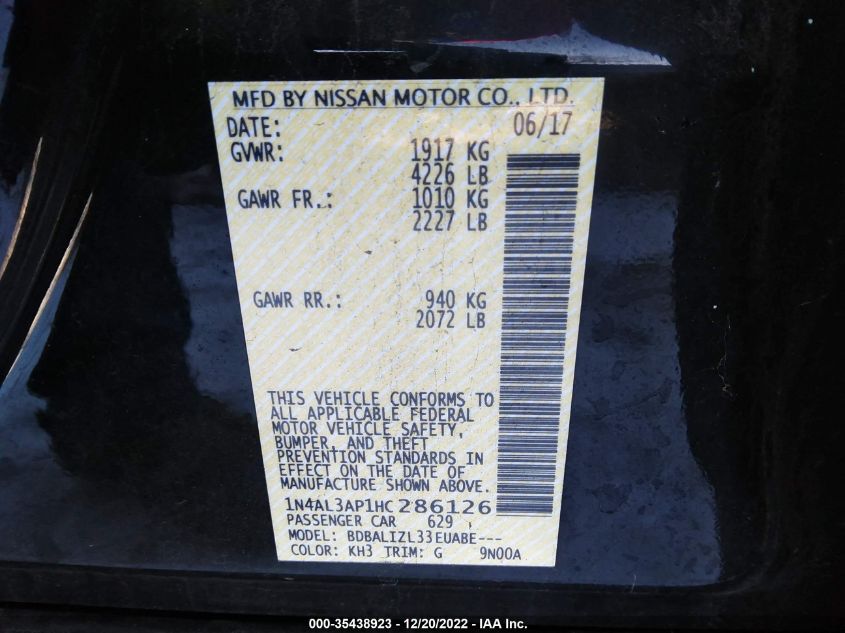 MFD BY NISSAN MOTOR CO., LTD.
DATE: 06/17
GVWR: 1917 KG
4226 LB
GAWR FR.: 1010 KG
2227 LB
GAWR RR.: 940 KG
2072 LB
THIS VEHICLE CONFORMS TO
ALL APPLICABLE FEDERAL
MOTOR VEHICLE SAFETY,
BUMPER, AND THEFT
PREVENTION STANDARDS IN
EFFECT ON THE DATE OF
MANUFACTURE SHOWN ABOVE.
1N4AL3AP1HC286126
PASSENGER CAR 629
MODEL: BDBALIZL33EUABE---
COLOR: KH3 TRIM: G 9N00A
000-35438923 - 12/20/2022 - IAA Inc.